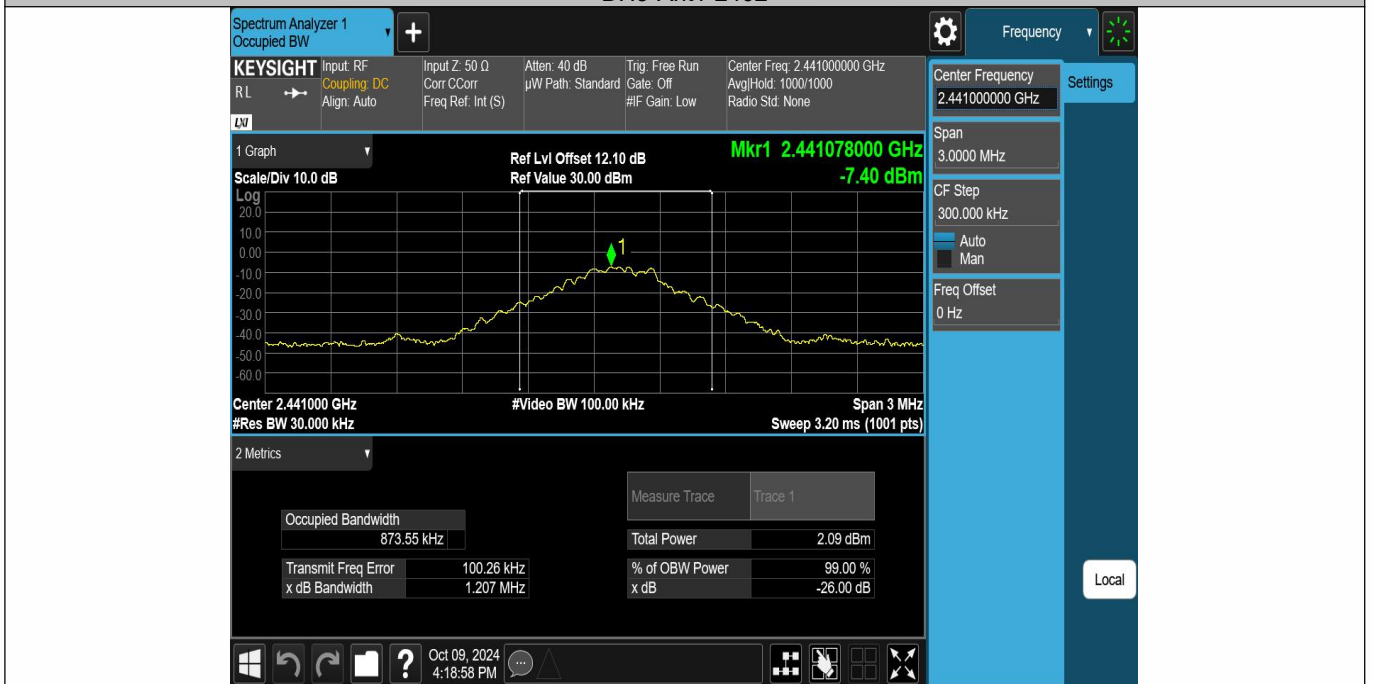 Spectrum Analyzer 1
Occupied BW
Frequency
KEYSIGHT
RL
LXI
Input: RF
Coupling: DC
Align: Auto
Input Z: 50 Ω
Corr CCorr
Freq Ref: Int (S)
Atten: 40 dB
µW Path: Standard
Trig: Free Run
Gate: Off
#IF Gain: Low
Center Freq: 2.441000000 GHz
Avg|Hold: 1000/1000
Radio Std: None
Center Frequency
2.441000000 GHz
Settings
Span
3.0000 MHz
CF Step
300.000 kHz
Auto
Man
Freq Offset
0 Hz
Local
1 Graph
Scale/Div 10.0 dB
Ref Lvl Offset 12.10 dB
Ref Value 30.00 dBm
Mkr1 2.441078000 GHz
-7.40 dBm
Log
20.0
10.0
0.00
-10.0
-20.0
-30.0
-40.0
-50.0
-60.0
1
Center 2.441000 GHz
#Res BW 30.000 kHz
#Video BW 100.00 kHz
Span 3 MHz
Sweep 3.20 ms (1001 pts)
2 Metrics
Measure Trace
Trace 1
Occupied Bandwidth
873.55 kHz
Total Power
2.09 dBm
Transmit Freq Error
100.26 kHz
% of OBW Power
99.00 %
x dB Bandwidth
1.207 MHz
x dB
-26.00 dB
Oct 09, 2024
4:18:58 PM